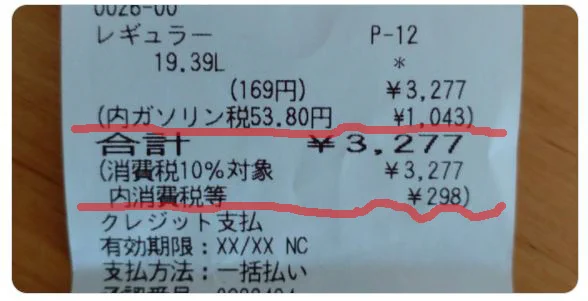 0026-00
レギュラー P-12
19.39L *
(169円) ¥3,277
(内ガソリン税53.80円 ¥1,043)
合計 ¥3,277
(消費税10%対象 ¥3,277
内消費税等 ¥298)
クレジット支払
有効期限:XX/XX NC
支払方法:一括払い